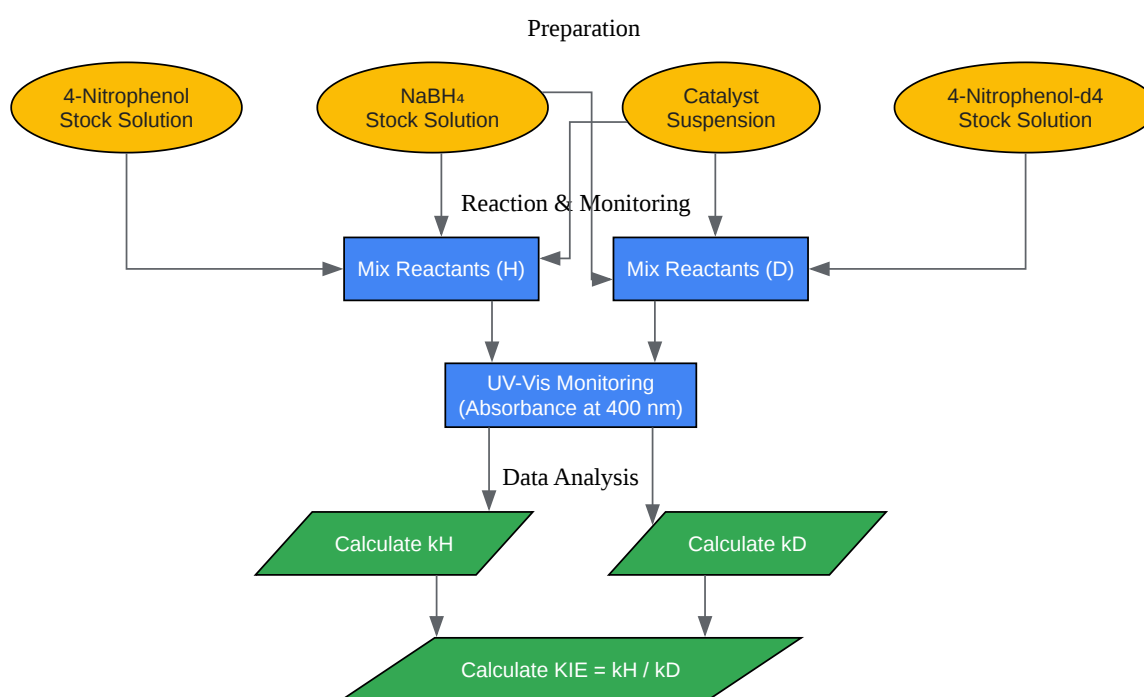 Preparation
4-Nitrophenol
Stock Solution
NaBH₄
Stock Solution
Catalyst
Suspension
4-Nitrophenol-d4
Stock Solution
Reaction & Monitoring
Mix Reactants (H)
Mix Reactants (D)
UV-Vis Monitoring
(Absorbance at 400 nm)
Data Analysis
Calculate kH
Calculate kD
Calculate KIE = kH / kD